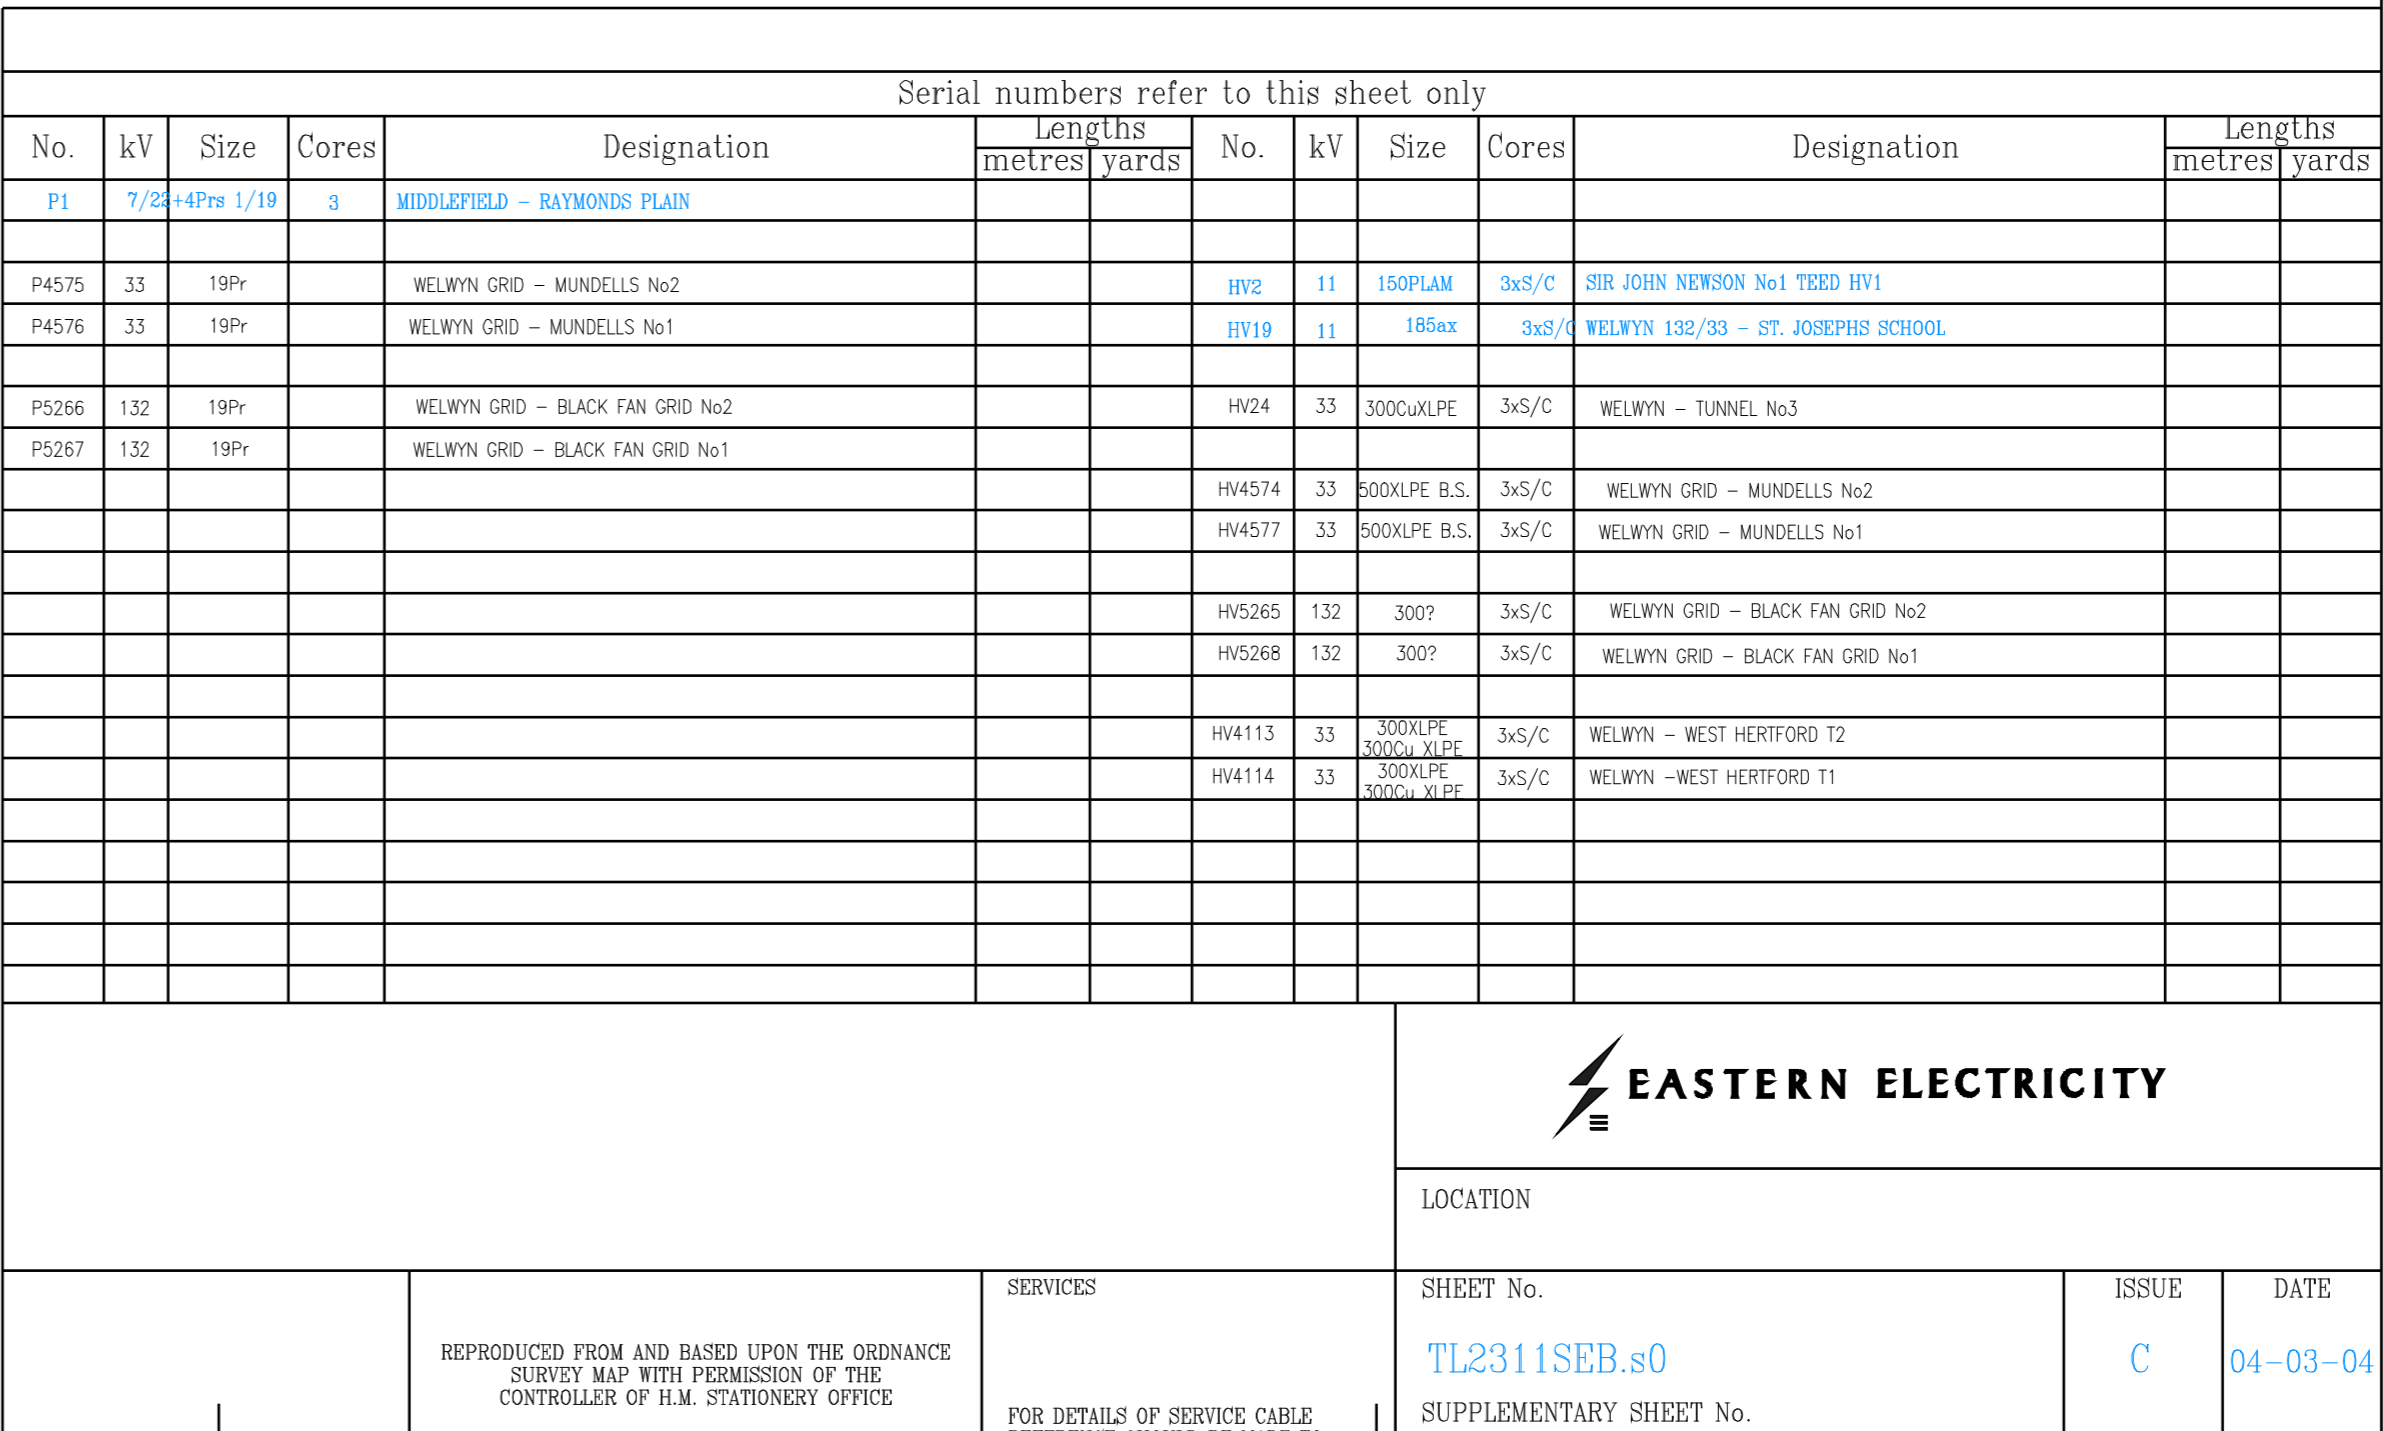 Serial numbers refer to this sheet only
No. kV Size Cores Designation Lengths metres yards No. kV Size Cores Designation Lengths metres yards
P1 7/22+4Prs 1/19 3 MIDDLEFIELD – RAYMONDS PLAIN
P4575 33 19Pr WELWYN GRID – MUNDELLS No2 HV2 11 150PLAM 3xS/C SIR JOHN NEWSON No1 TEED HV1
P4576 33 19Pr WELWYN GRID – MUNDELLS No1 HV19 11 185ax 3xS/C WELWYN 132/33 – ST. JOSEPHS SCHOOL
P5266 132 19Pr WELWYN GRID – BLACK FAN GRID No2 HV24 33 300CuXLPE 3xS/C WELWYN – TUNNEL No3
P5267 132 19Pr WELWYN GRID – BLACK FAN GRID No1
HV4574 33 500XLPE B.S. 3xS/C WELWYN GRID – MUNDELLS No2
HV4577 33 500XLPE B.S. 3xS/C WELWYN GRID – MUNDELLS No1
HV5265 132 300? 3xS/C WELWYN GRID – BLACK FAN GRID No2
HV5268 132 300? 3xS/C WELWYN GRID – BLACK FAN GRID No1
HV4113 33 300XLPE 300Cu XLPE 3xS/C WELWYN – WEST HERTFORD T2
HV4114 33 300XLPE 300Cu XLPE 3xS/C WELWYN –WEST HERTFORD T1
EASTERN ELECTRICITY
LOCATION
REPRODUCED FROM AND BASED UPON THE ORDNANCE
SURVEY MAP WITH PERMISSION OF THE
CONTROLLER OF H.M. STATIONERY OFFICE
SERVICES
FOR DETAILS OF SERVICE CABLE
SHEET No.
TL2311SEB.s0
SUPPLEMENTARY SHEET No.
ISSUE
C
DATE
04-03-04